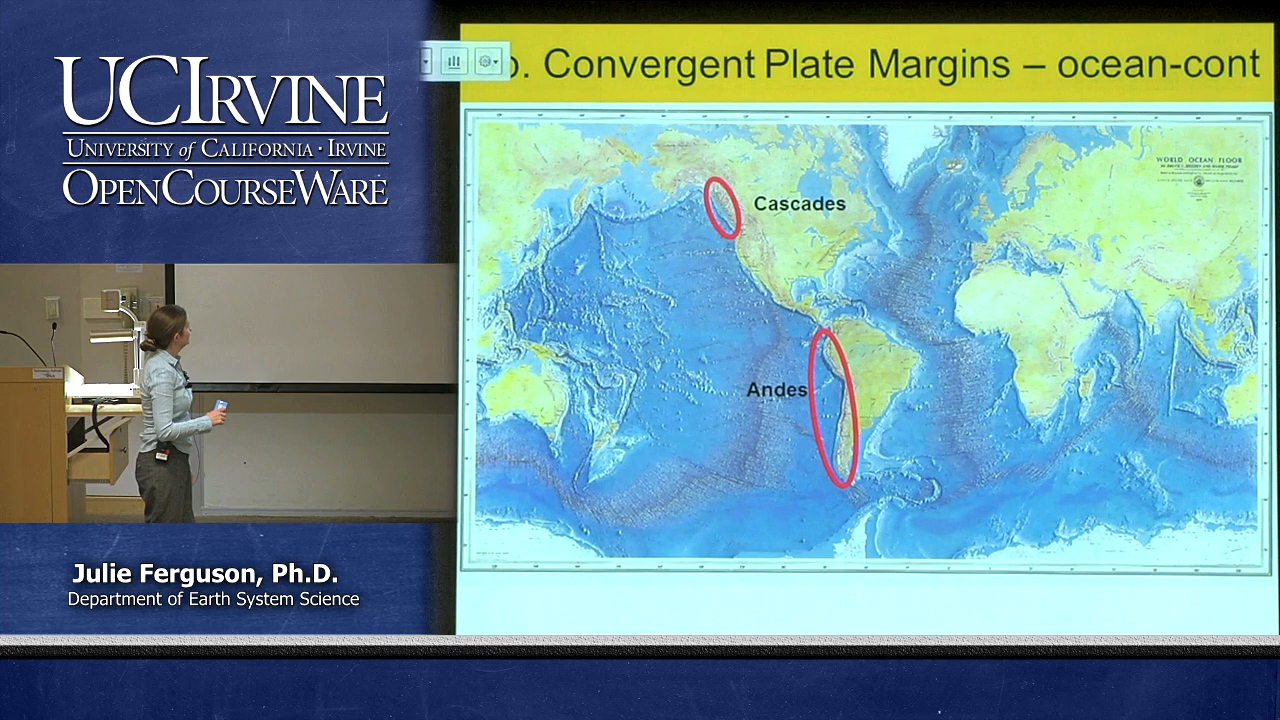 UCIRVINE
UNIVERSITY of CALIFORNIA · IRVINE
OPENCOURSEWARE
Julie Ferguson, Ph.D.
Department of Earth System Science
b. Convergent Plate Margins – ocean-cont
WORLD OCEAN FLOOR
Cascades
Andes